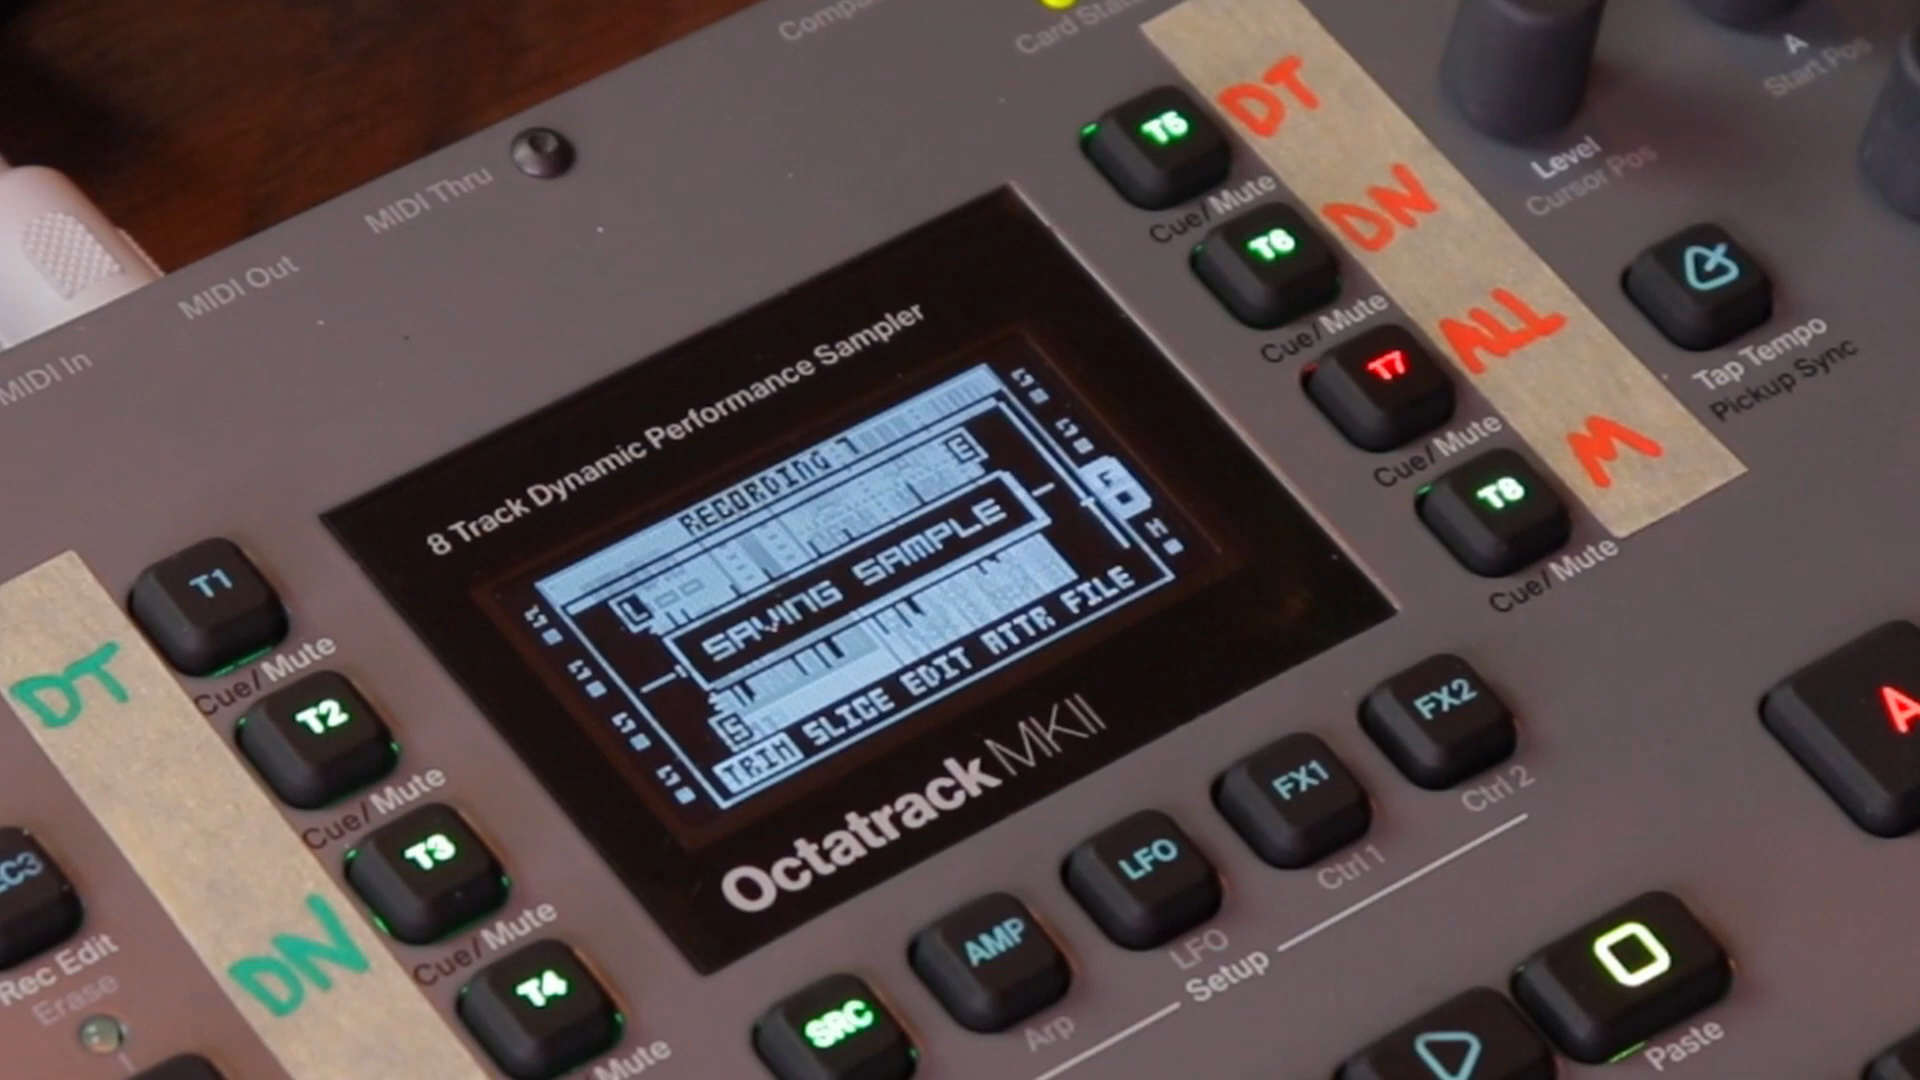 Card Status
MIDI Thru
MIDI Out
MIDI In
A
Start Pos
Level
Cursor Pos
T5
DT
Cue/Mute
T6
DN
Cue/Mute
T7
ALL
Cue/Mute
T8
M
Cue/Mute
Tap Tempo
Pickup Sync
8 Track Dynamic Performance Sampler
RECORDING 7
E
L
SAVING SAMPLE
S
TRIM SLICE EDIT ATTR FILE
Octatrack MKII
T1
DT
Cue/Mute
T2
Cue/Mute
T3
DN
Cue/Mute
T4
Mute
Rec Edit
Erase
SRC
AMP
Arp
LFO
LFO
Setup
FX1
Ctrl 1
FX2
Ctrl 2
A
Paste